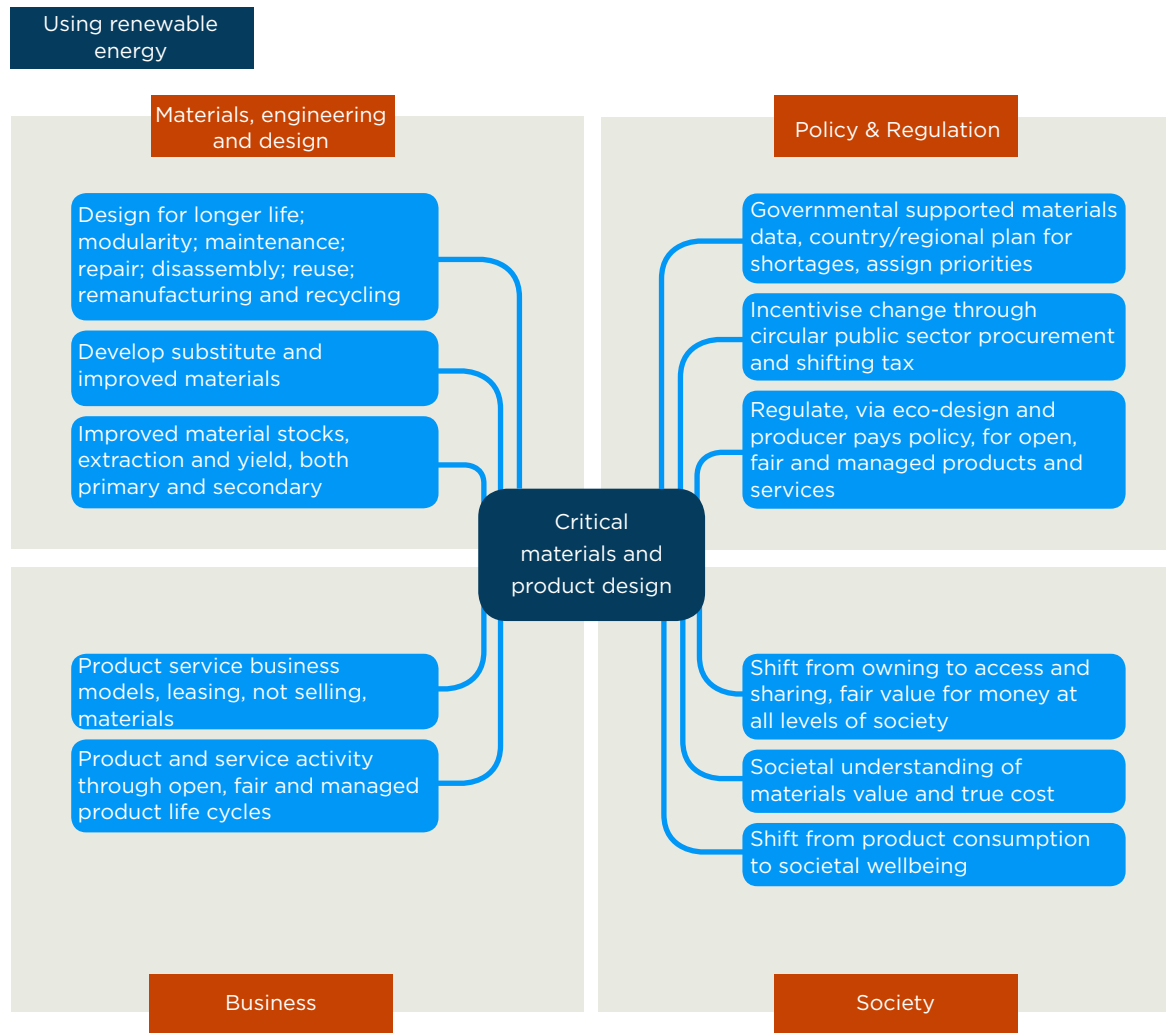 Using renewable
energy
Materials, engineering
and design
Design for longer life;
modularity; maintenance;
repair; disassembly; reuse;
remanufacturing and recycling
Develop substitute and
improved materials
Improved material stocks,
extraction and yield, both
primary and secondary
Policy & Regulation
Governmental supported materials
data, country/regional plan for
shortages, assign priorities
Incentivise change through
circular public sector procurement
and shifting tax
Regulate, via eco-design and
producer pays policy, for open,
fair and managed products and
services
Critical
materials and
product design
Product service business
models, leasing, not selling,
materials
Product and service activity
through open, fair and managed
product life cycles
Business
Shift from owning to access and
sharing, fair value for money at
all levels of society
Societal understanding of
materials value and true cost
Shift from product consumption
to societal wellbeing
Society